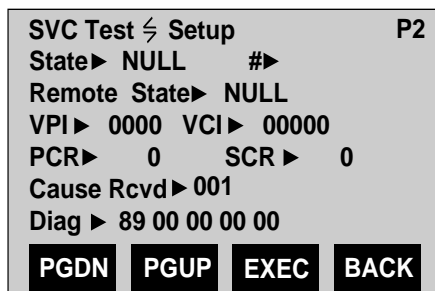 SVC Test ⭍ Setup P2
State► NULL #►
Remote State► NULL
VPI► 0000 VCI► 00000
PCR► 0 SCR► 0
Cause Rcvd►001
Diag ► 89 00 00 00 00
PGDN PGUP EXEC BACK